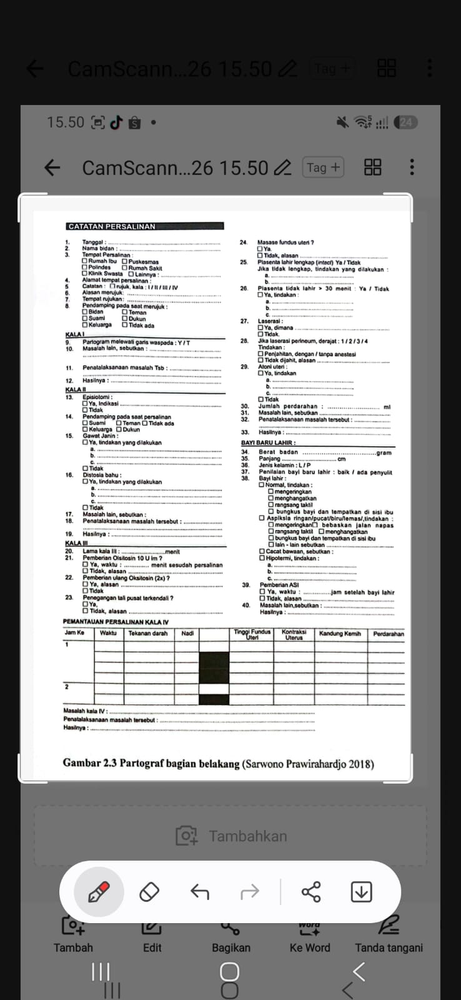 CamScann...26 15.50
Tag +
15.50
5
24
CamScann...26 15.50
Tag +
CATATAN PERSALINAN
1. Tanggal :
2. Nama bidan :
3. Tempat Persalinan :
Rumah Ibu Puskesmas
Polindes Rumah Sakit
Klinik Swasta Lainnya :
4. Alamat tempat persalinan :
5 Catatan : rujuk, kala : I / II / III / IV
6. Alasan merujuk:
7. Tempat rujukan:
8. Pendamping pada saat merujuk :
Bidan Teman
Suami Dukun
Keluarga Tidak ada
KALA I
9. Partogram melewati garis waspada : Y / T
10. Masalah lain, sebutkan :
11. Penatalaksanaan masalah Tsb :
12. Hasilnya :
KALA II
13. Episiotomi :
Ya, Indikasi
Tidak
14. Pendamping pada saat persalinan
Suami Teman Tidak ada
Keluarga Dukun
15. Gawat Janin :
Ya, tindakan yang dilakukan
a.
b.
c.
Tidak
16. Distosia bahu :
Ya, tindakan yang dilakukan
a.
b.
c.
Tidak
17. Masalah lain, sebutkan :
18. Penatalaksanaan masalah tersebut :
19. Hasilnya :
KALA III
20. Lama kala III : menit
21. Pemberian Oisitosin 10 U im ?
Ya, waktu : menit sesudah persalinan
Tidak, alasan
22. Pemberian ulang Oksitosin (2x) ?
Ya, alasan
Tidak
23. Penegangan tali pusat terkendali ?
Ya,
Tidak, alasan
24. Masase fundus uteri ?
Ya.
Tidak, alasan
25. Plasenta lahir lengkap (intact) Ya / Tidak
Jika tidak lengkap, tindakan yang dilakukan :
a.
b.
26. Plasenta tidak lahir > 30 menit : Ya / Tidak
Ya, tindakan :
a.
b.
c.
27. Laserasi :
Ya, dimana
Tidak.
28. Jika laserasi perineum, derajat : 1 / 2 / 3 / 4
Tindakan :
Penjahitan, dengan / tanpa anestesi
Tidak dijahit, alasan
29. Atoni uteri :
Ya, tindakan
a.
b.
c.
Tidak
30. Jumlah perdarahan : ml
31. Masalah lain, sebutkan
32. Penatalaksanaan masalah tersebut :
33. Hasilnya :
BAYI BARU LAHIR :
34. Berat badan gram
35. Panjang cm
36. Jenis kelamin : L / P
37. Penilaian bayi baru lahir : baik / ada penyulit
38. Bayi lahir :
Normal, tindakan :
mengeringkan
menghangatkan
rangsang taktil
bungkus bayi dan tempatkan di sisi ibu
Aspiksia ringan/pucat/biru/lemas/,tindakan :
mengeringkan bebaskan jalan napas
rangsang taktil menghangatkan
bungkus bayi dan tempatkan di sisi ibu
lain - lain sebutkan
Cacat bawaan, sebutkan :
Hipotermi, tindakan :
a.
b.
c.
39. Pemberian ASI
Ya, waktu : jam setelah bayi lahir
Tidak, alasan
40. Masalah lain,sebutkan :
Hasilnya :
PEMANTAUAN PERSALINAN KALA IV
Jam Ke Waktu Tekanan darah Nadi Tinggi Fundus Uteri Kontraksi Uterus Kandung Kemih Perdarahan
1
2
Masalah kala IV :
Penatalaksanaan masalah tersebut :
Hasilnya :
Gambar 2.3 Partograf bagian belakang (Sarwono Prawirahardjo 2018)
Tambahkan
Tambah Edit Bagikan Ke Word Tanda tangani